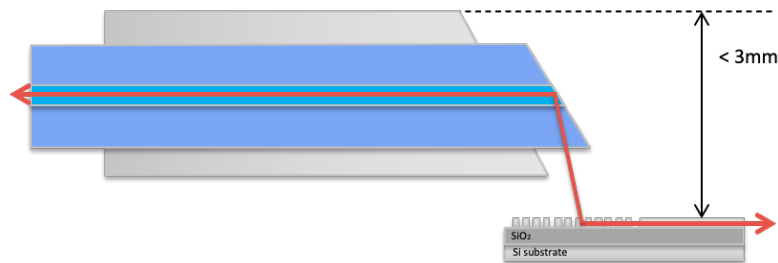 < 3mm
SiO₂
Si substrate